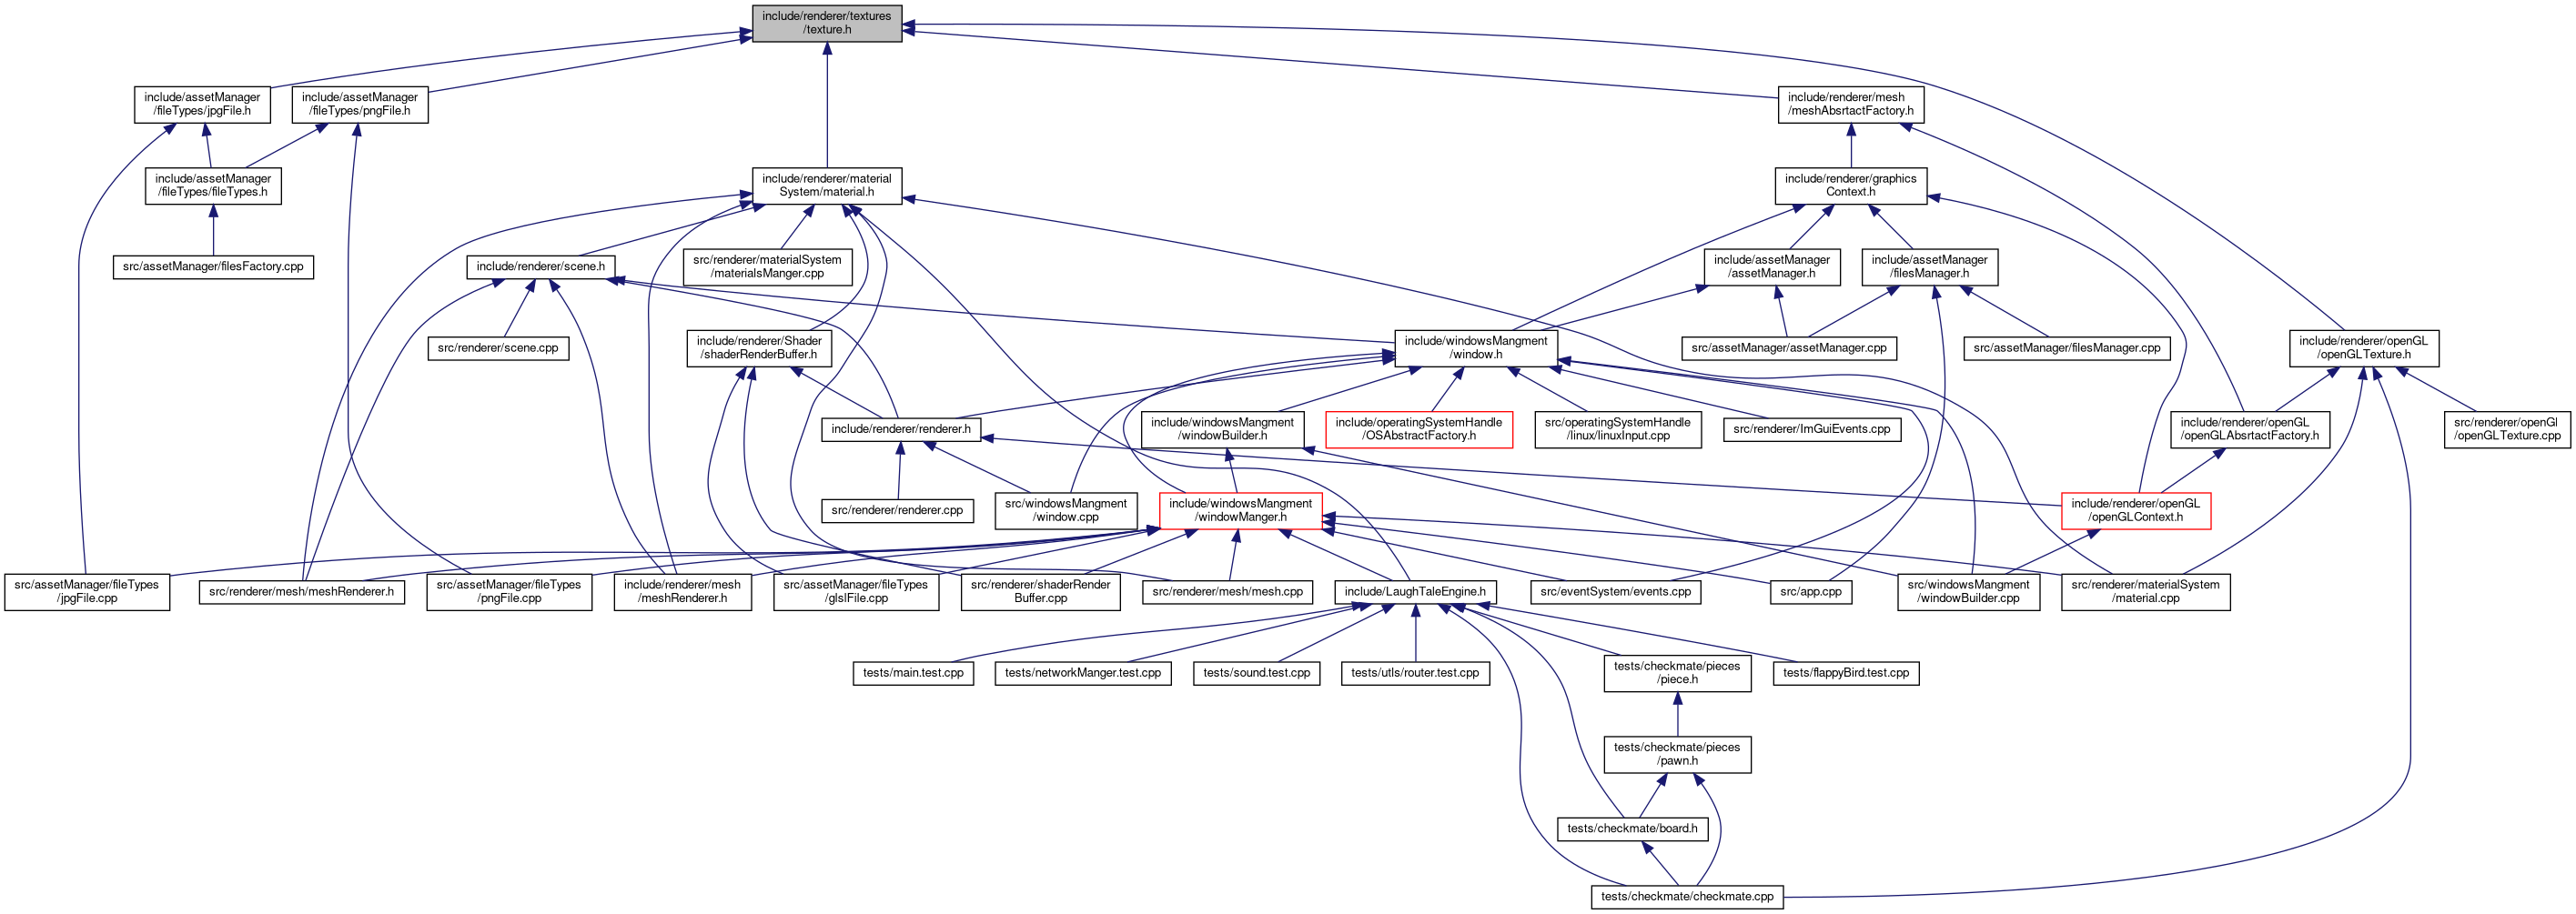 include/renderer/textures
/texture.h
include/assetManager
/fileTypes/jpgFile.h
include/assetManager
/fileTypes/pngFile.h
include/renderer/mesh
/meshAbsrtactFactory.h
include/assetManager
/fileTypes/fileTypes.h
include/renderer/material
System/material.h
include/renderer/graphics
Context.h
src/assetManager/filesFactory.cpp
include/renderer/scene.h
src/renderer/materialSystem
/materialsManger.cpp
include/assetManager
/assetManager.h
include/assetManager
/filesManager.h
src/renderer/scene.cpp
include/renderer/Shader
/shaderRenderBuffer.h
include/windowsMangment
/window.h
src/assetManager/assetManager.cpp
src/assetManager/filesManager.cpp
include/renderer/openGL
/openGLTexture.h
include/renderer/renderer.h
include/windowsMangment
/windowBuilder.h
include/operatingSystemHandle
/OSAbstractFactory.h
src/operatingSystemHandle
/linux/linuxInput.cpp
src/renderer/ImGuiEvents.cpp
include/renderer/openGL
/openGLAbsrtactFactory.h
src/renderer/openGl
/openGLTexture.cpp
src/renderer/renderer.cpp
src/windowsMangment
/window.cpp
include/windowsMangment
/windowManger.h
include/renderer/openGL
/openGLContext.h
src/assetManager/fileTypes
/jpgFile.cpp
src/renderer/mesh/meshRenderer.h
src/assetManager/fileTypes
/pngFile.cpp
include/renderer/mesh
/meshRenderer.h
src/assetManager/fileTypes
/glslFile.cpp
src/renderer/shaderRender
Buffer.cpp
src/renderer/mesh/mesh.cpp
include/LaughTaleEngine.h
src/eventSystem/events.cpp
src/app.cpp
src/windowsMangment
/windowBuilder.cpp
src/renderer/materialSystem
/material.cpp
tests/main.test.cpp
tests/networkManger.test.cpp
tests/sound.test.cpp
tests/utls/router.test.cpp
tests/checkmate/pieces
/piece.h
tests/flappyBird.test.cpp
tests/checkmate/pieces
/pawn.h
tests/checkmate/board.h
tests/checkmate/checkmate.cpp